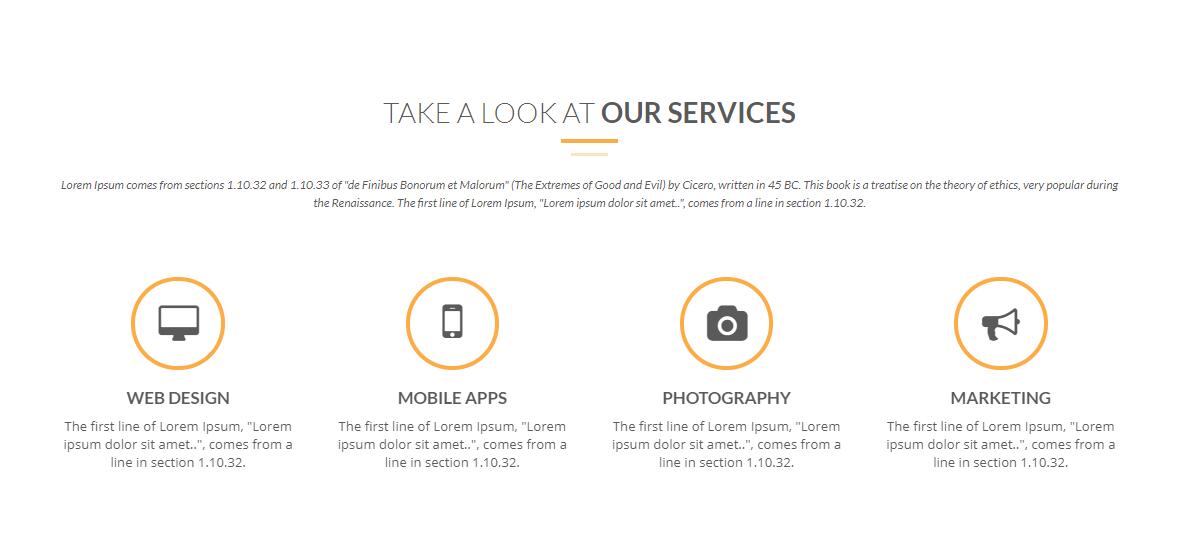 TAKE A LOOK AT OUR SERVICES
Lorem Ipsum comes from sections 1.10.32 and 1.10.33 of "de Finibus Bonorum et Malorum" (The Extremes of Good and Evil) by Cicero, written in 45 BC. This book is a treatise on the theory of ethics, very popular during
the Renaissance. The first line of Lorem Ipsum, "Lorem ipsum dolor sit amet..", comes from a line in section 1.10.32.
WEB DESIGN
The first line of Lorem Ipsum, "Lorem
ipsum dolor sit amet..", comes from a
line in section 1.10.32.
MOBILE APPS
The first line of Lorem Ipsum, "Lorem
ipsum dolor sit amet..", comes from a
line in section 1.10.32.
PHOTOGRAPHY
The first line of Lorem Ipsum, "Lorem
ipsum dolor sit amet..", comes from a
line in section 1.10.32.
MARKETING
The first line of Lorem Ipsum, "Lorem
ipsum dolor sit amet..", comes from a
line in section 1.10.32.